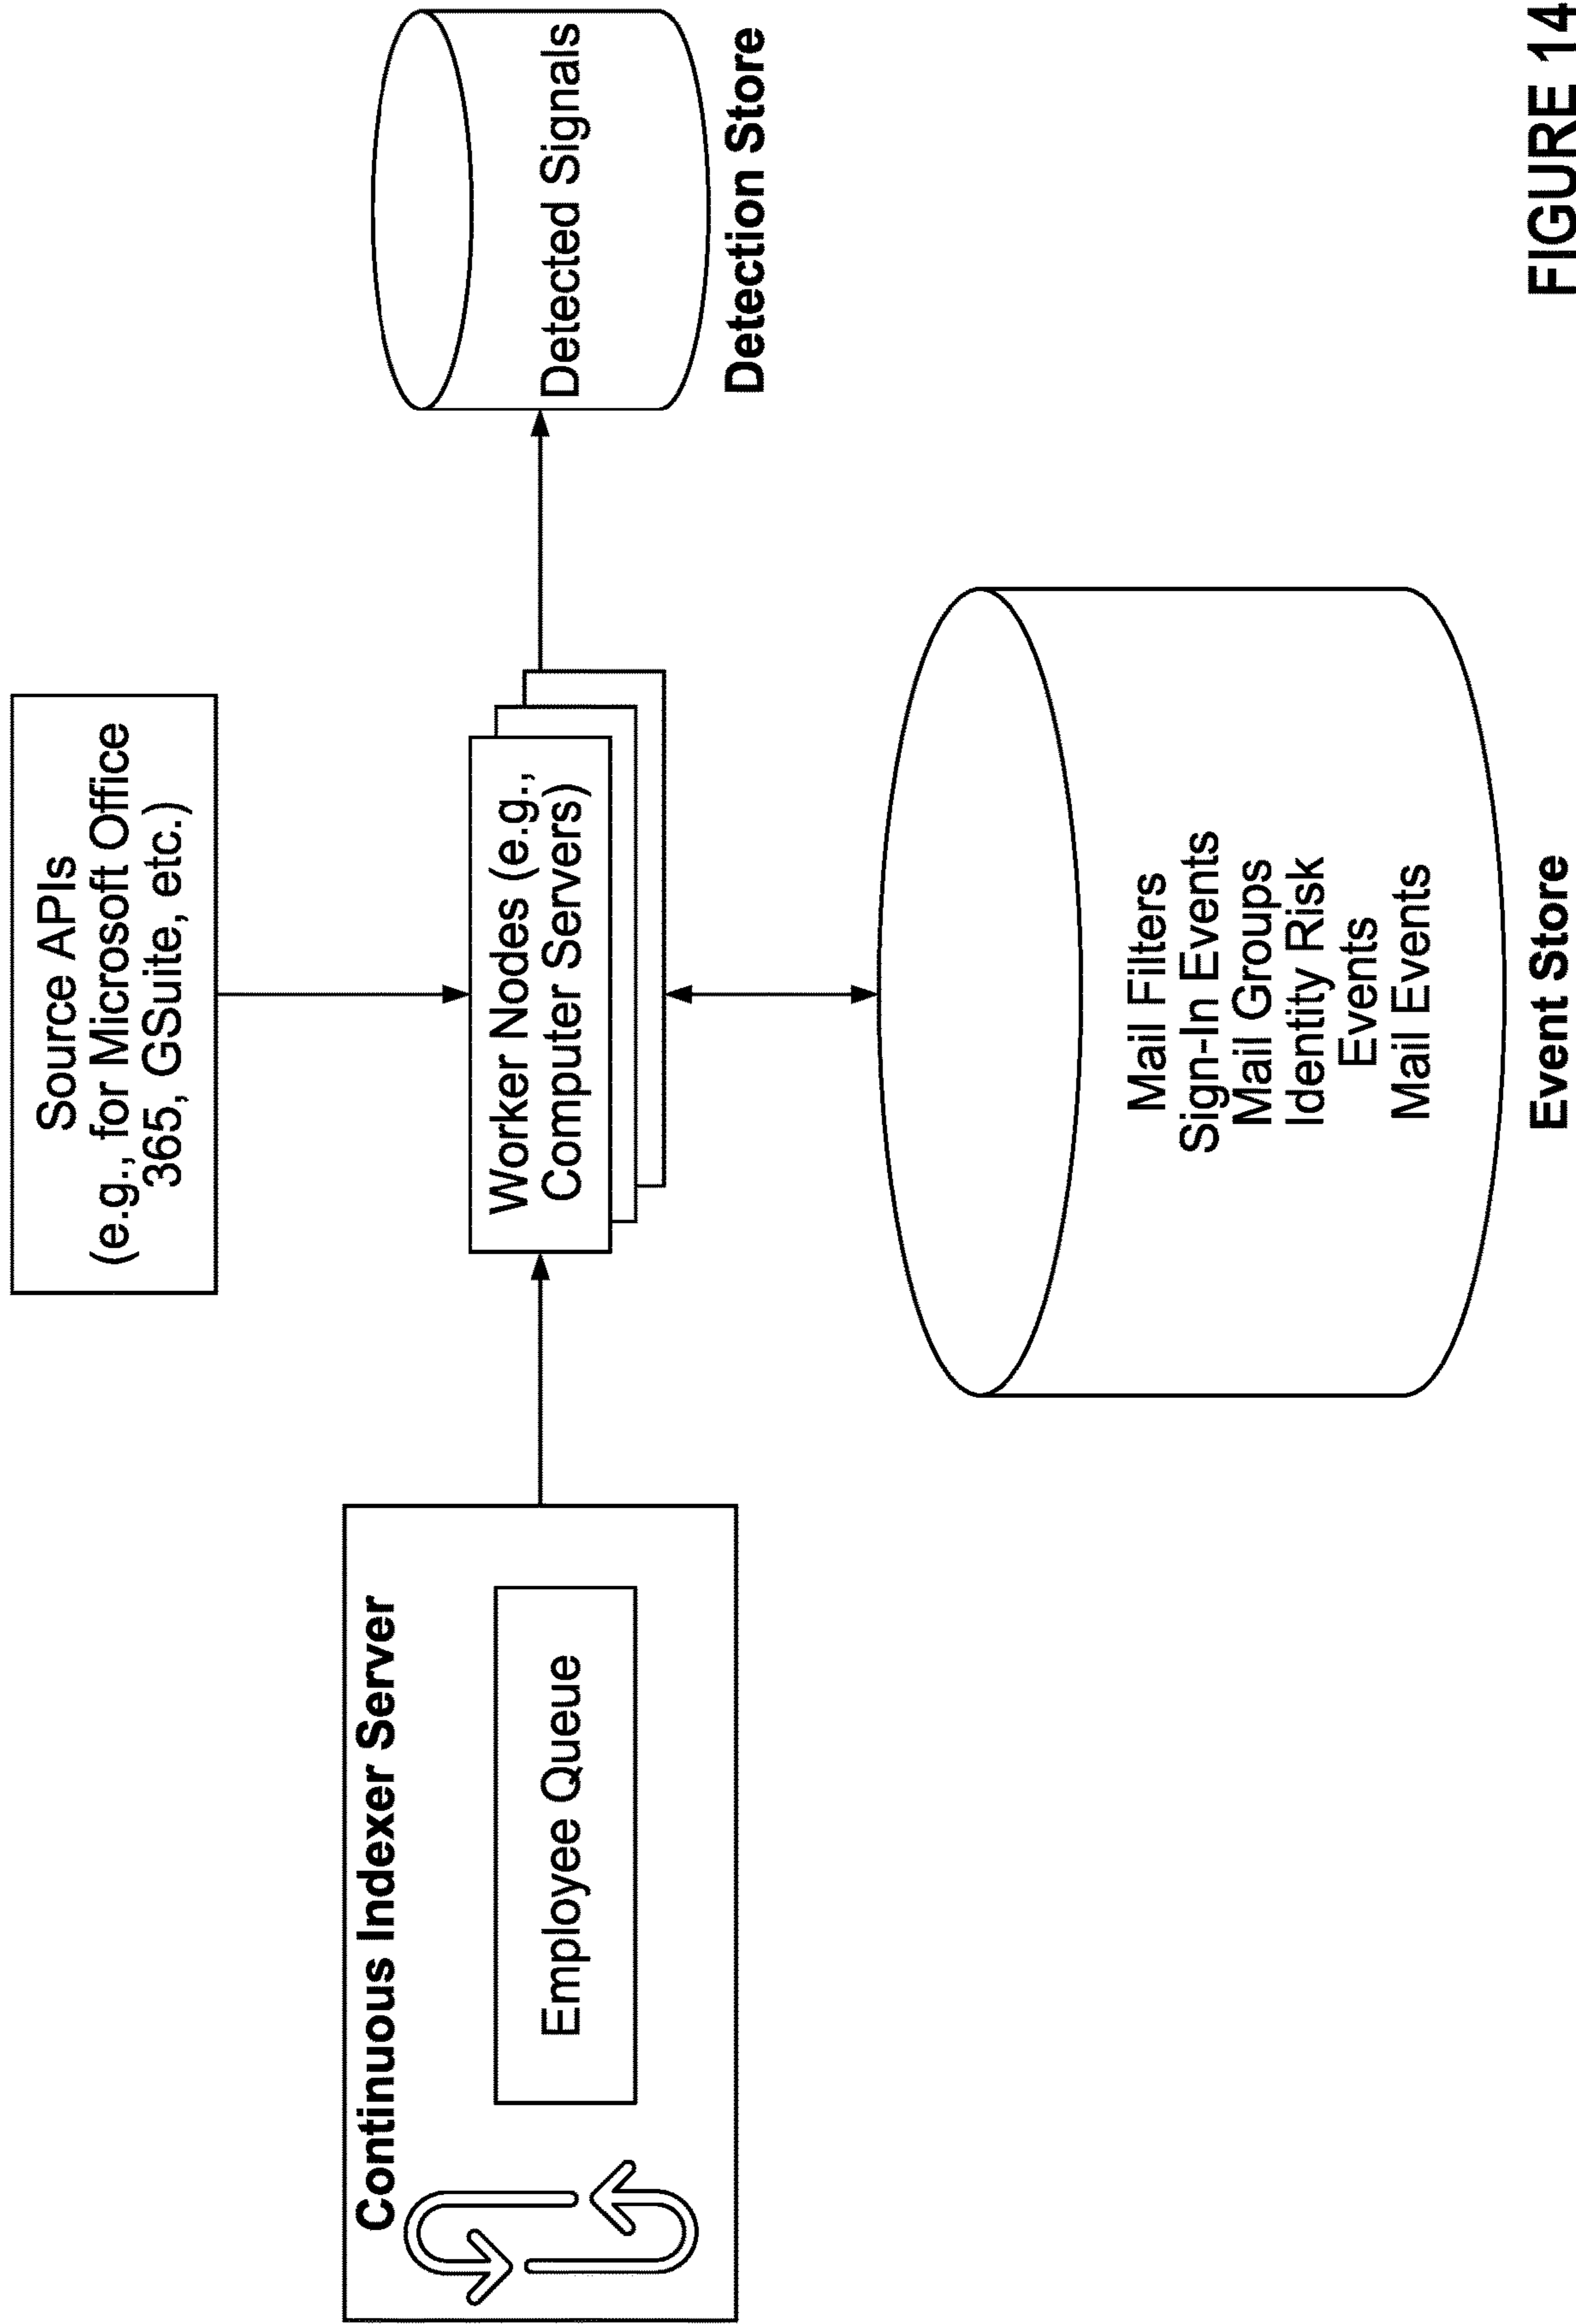 Source APIs
(e.g., for Microsoft Office
365, GSuite, etc.)
Continuous Indexer Server
Employee Queue
Worker Nodes (e.g.,
Computer Servers)
Detected Signals
Detection Store
Mail Filters
Sign-In Events
Mail Groups
Identity Risk
Events
Mail Events
Event Store
FIGURE 14